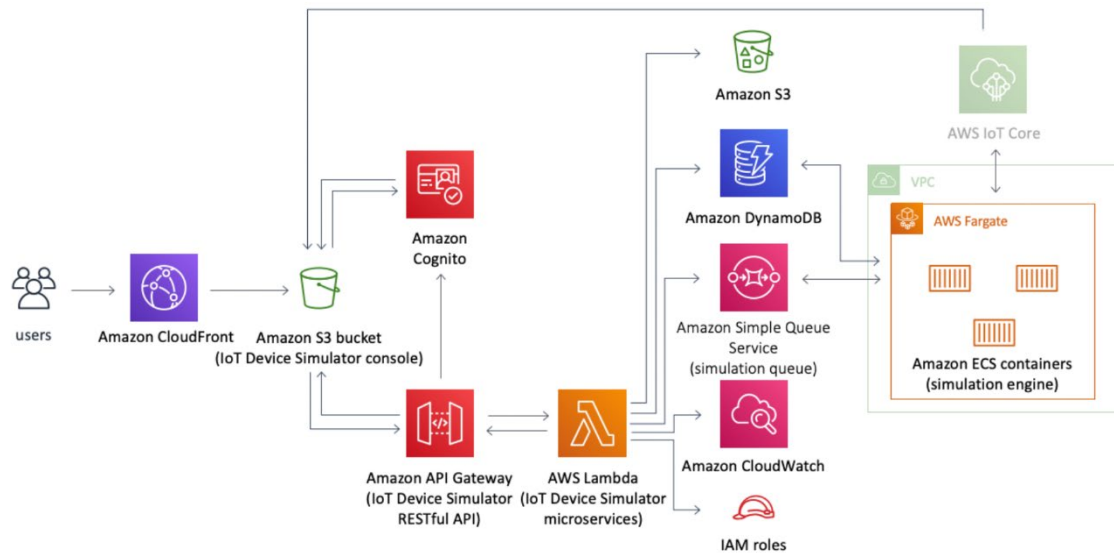 Amazon S3
AWS IoT Core
VPC
AWS Fargate
Amazon DynamoDB
Amazon
Cognito
users
Amazon CloudFront
Amazon S3 bucket
(IoT Device Simulator console)
Amazon Simple Queue
Service
(simulation queue)
Amazon ECS containers
(simulation engine)
Amazon API Gateway
(IoT Device Simulator
RESTful API)
AWS Lambda
(IoT Device Simulator
microservices)
Amazon CloudWatch
IAM roles